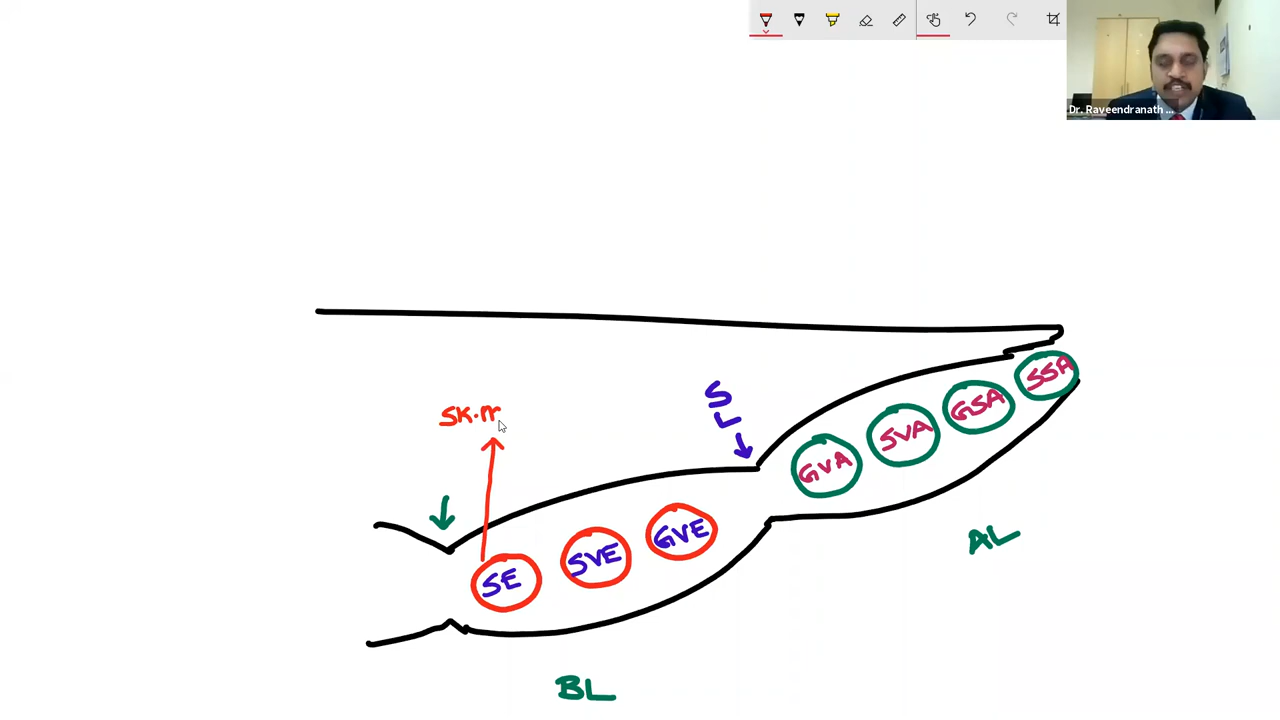 Dr. Raveendranath ...
SK.m
S
L
GVA
SVA
GSA
SSA
SE
SVE
GVE
AL
BL